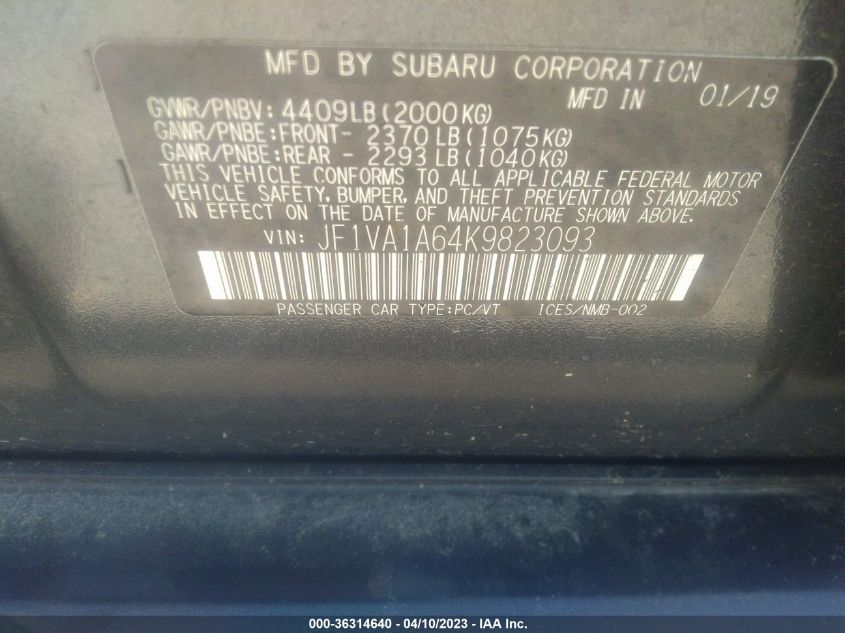 MFD BY SUBARU CORPORATION
MFD IN 01/19
GVWR/PNBV: 4409LB(2000KG)
GAWR/PNBE:FRONT- 2370LB(1075KG)
GAWR/PNBE:REAR - 2293LB(1040KG)
THIS VEHICLE CONFORMS TO ALL APPLICABLE FEDERAL MOTOR
VEHICLE SAFETY, BUMPER, AND THEFT PREVENTION STANDARDS
IN EFFECT ON THE DATE OF MANUFACTURE SHOWN ABOVE.
VIN: JF1VA1A64K9823093
PASSENGER CAR TYPE:PC/VT ICES/NMB-002
000-36314640 - 04/10/2023 - IAA Inc.